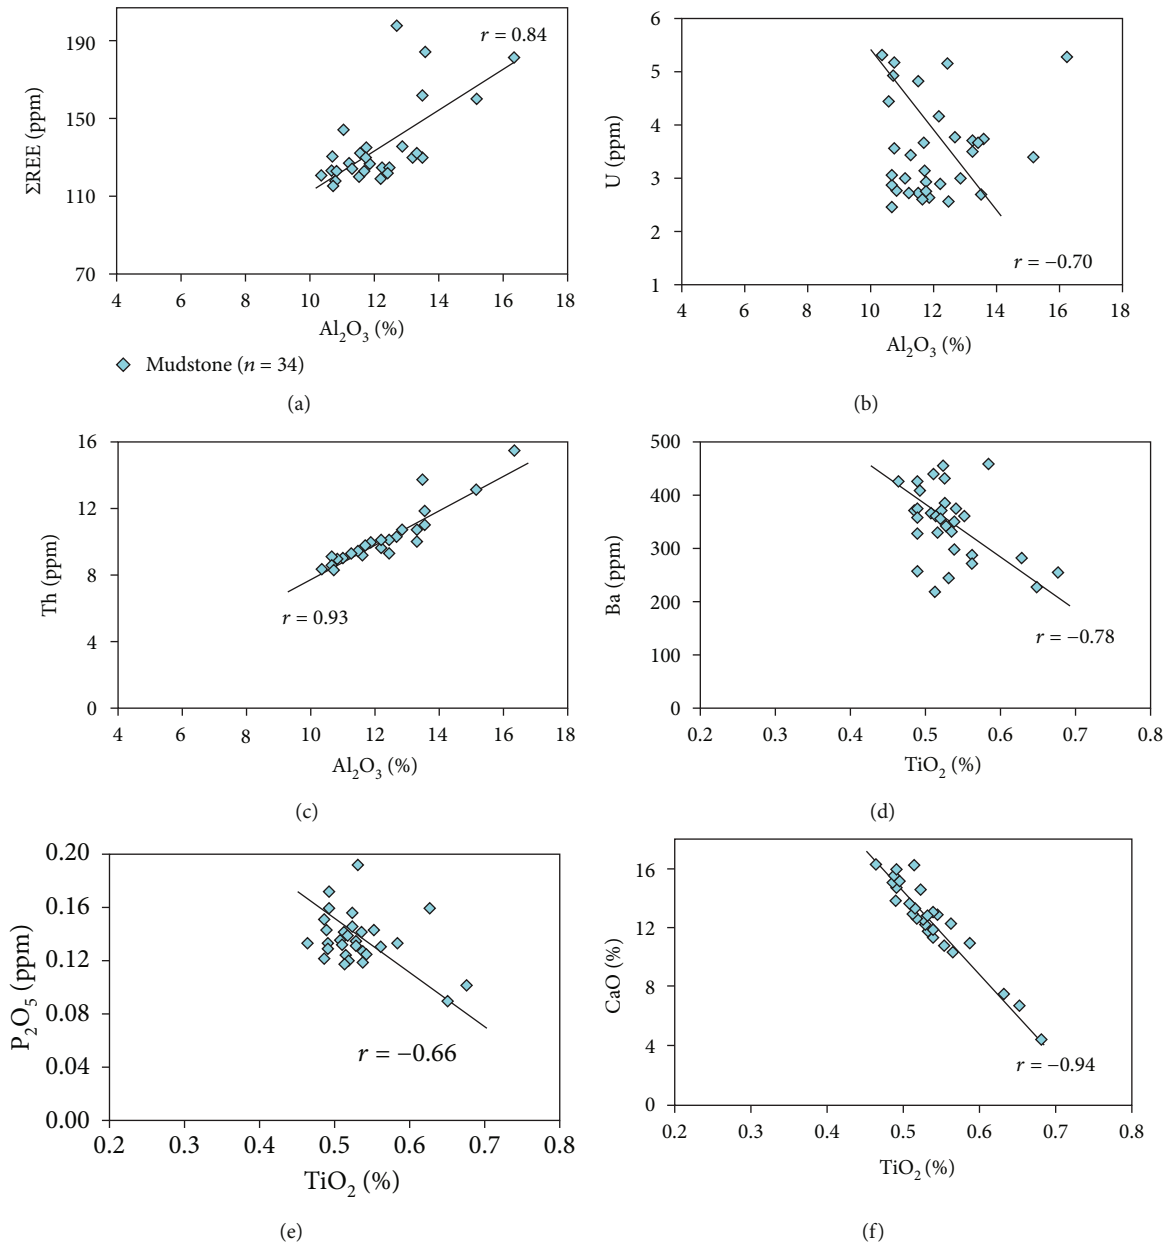 190
150
110
70
ΣREE (ppm)
r = 0.84
4 6 8 10 12 14 16 18
Al₂O₃ (%)
Mudstone (n = 34)
(a)
6
5
4
3
2
1
U (ppm)
r = −0.70
4 6 8 10 12 14 16 18
Al₂O₃ (%)
(b)
16
12
8
4
0
Th (ppm)
r = 0.93
4 6 8 10 12 14 16 18
Al₂O₃ (%)
(c)
500
400
300
200
100
0
Ba (ppm)
r = −0.78
0.2 0.3 0.4 0.5 0.6 0.7 0.8
TiO₂ (%)
(d)
0.20
0.16
0.12
0.08
0.04
0.00
P₂O₅ (ppm)
r = −0.66
0.2 0.3 0.4 0.5 0.6 0.7 0.8
TiO₂ (%)
(e)
16
12
8
4
0
CaO (%)
r = −0.94
0.2 0.3 0.4 0.5 0.6 0.7 0.8
TiO₂ (%)
(f)